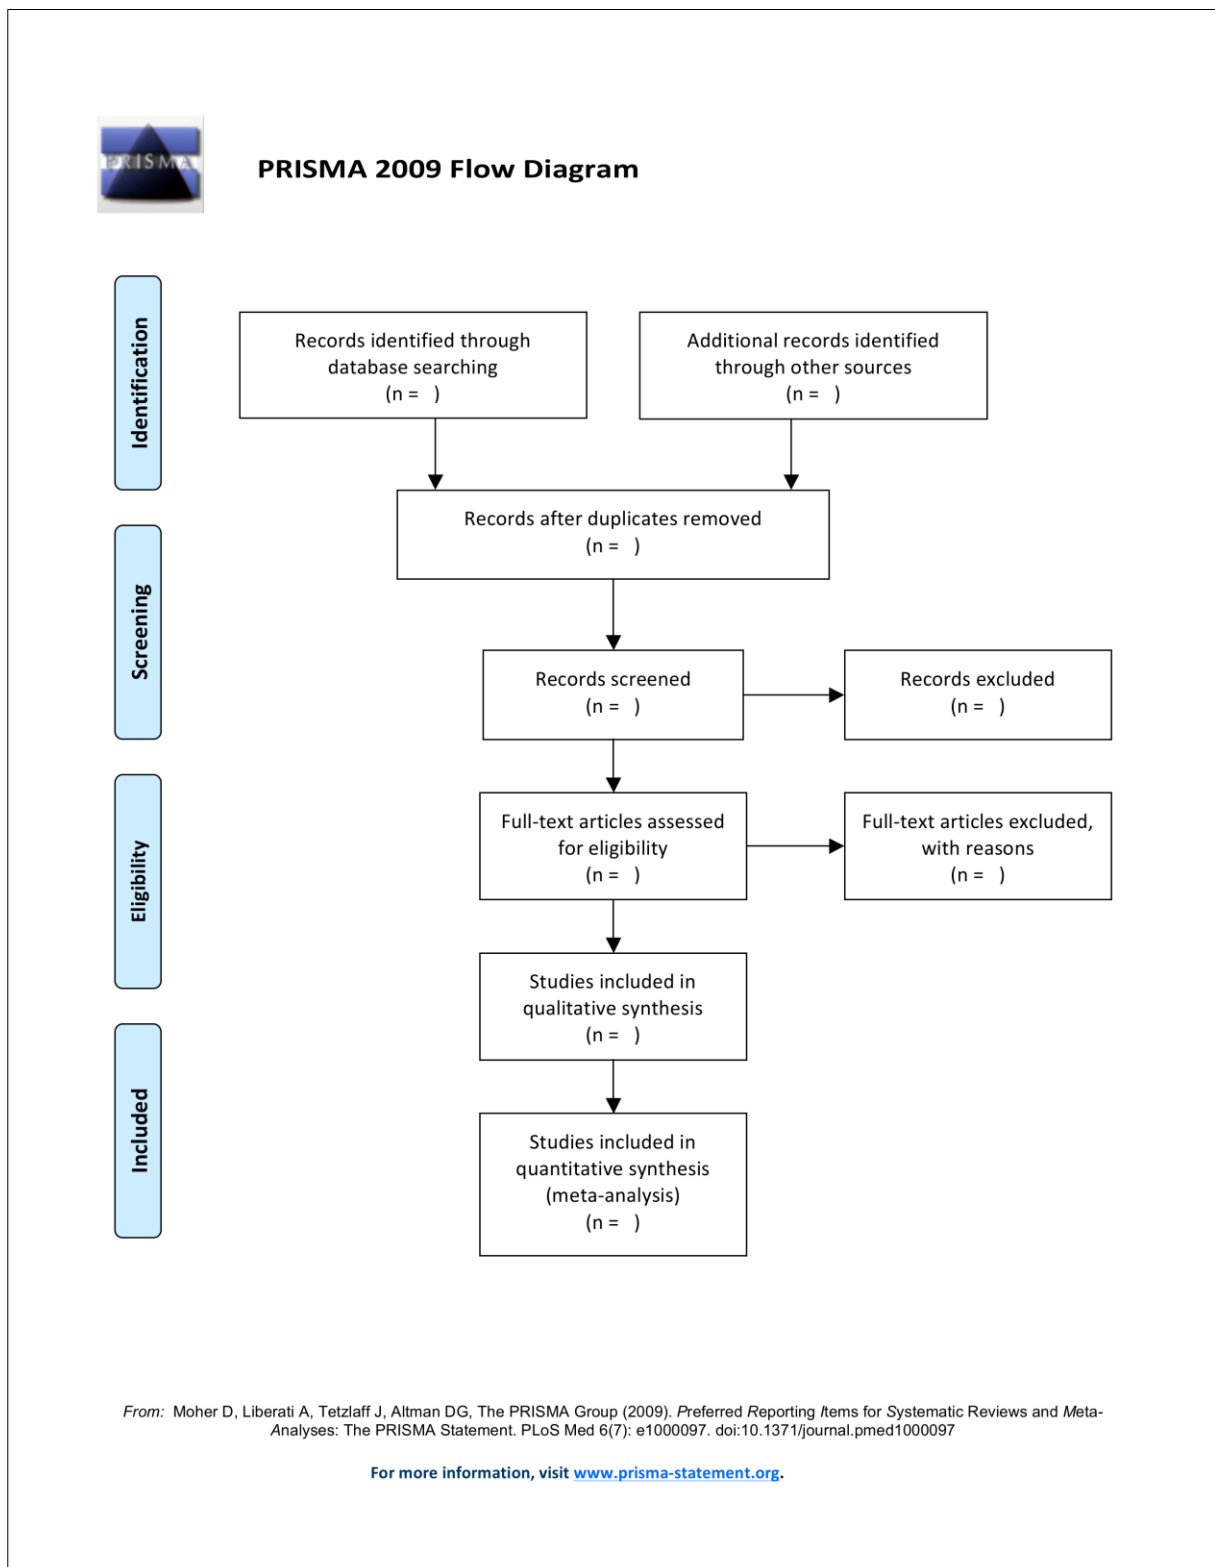 PRISMA
PRISMA 2009 Flow Diagram
Identification
Records identified through
database searching
(n =   )
Additional records identified
through other sources
(n =   )
Records after duplicates removed
(n =   )
Screening
Records screened
(n =   )
Records excluded
(n =   )
Eligibility
Full-text articles assessed
for eligibility
(n =   )
Full-text articles excluded,
with reasons
(n =   )
Studies included in
qualitative synthesis
(n =   )
Included
Studies included in
quantitative synthesis
(meta-analysis)
(n =   )
From:  Moher D, Liberati A, Tetzlaff J, Altman DG, The PRISMA Group (2009). Preferred Reporting Items for Systematic Reviews and Meta-
Analyses: The PRISMA Statement. PLoS Med 6(7): e1000097. doi:10.1371/journal.pmed1000097
For more information, visit www.prisma-statement.org.